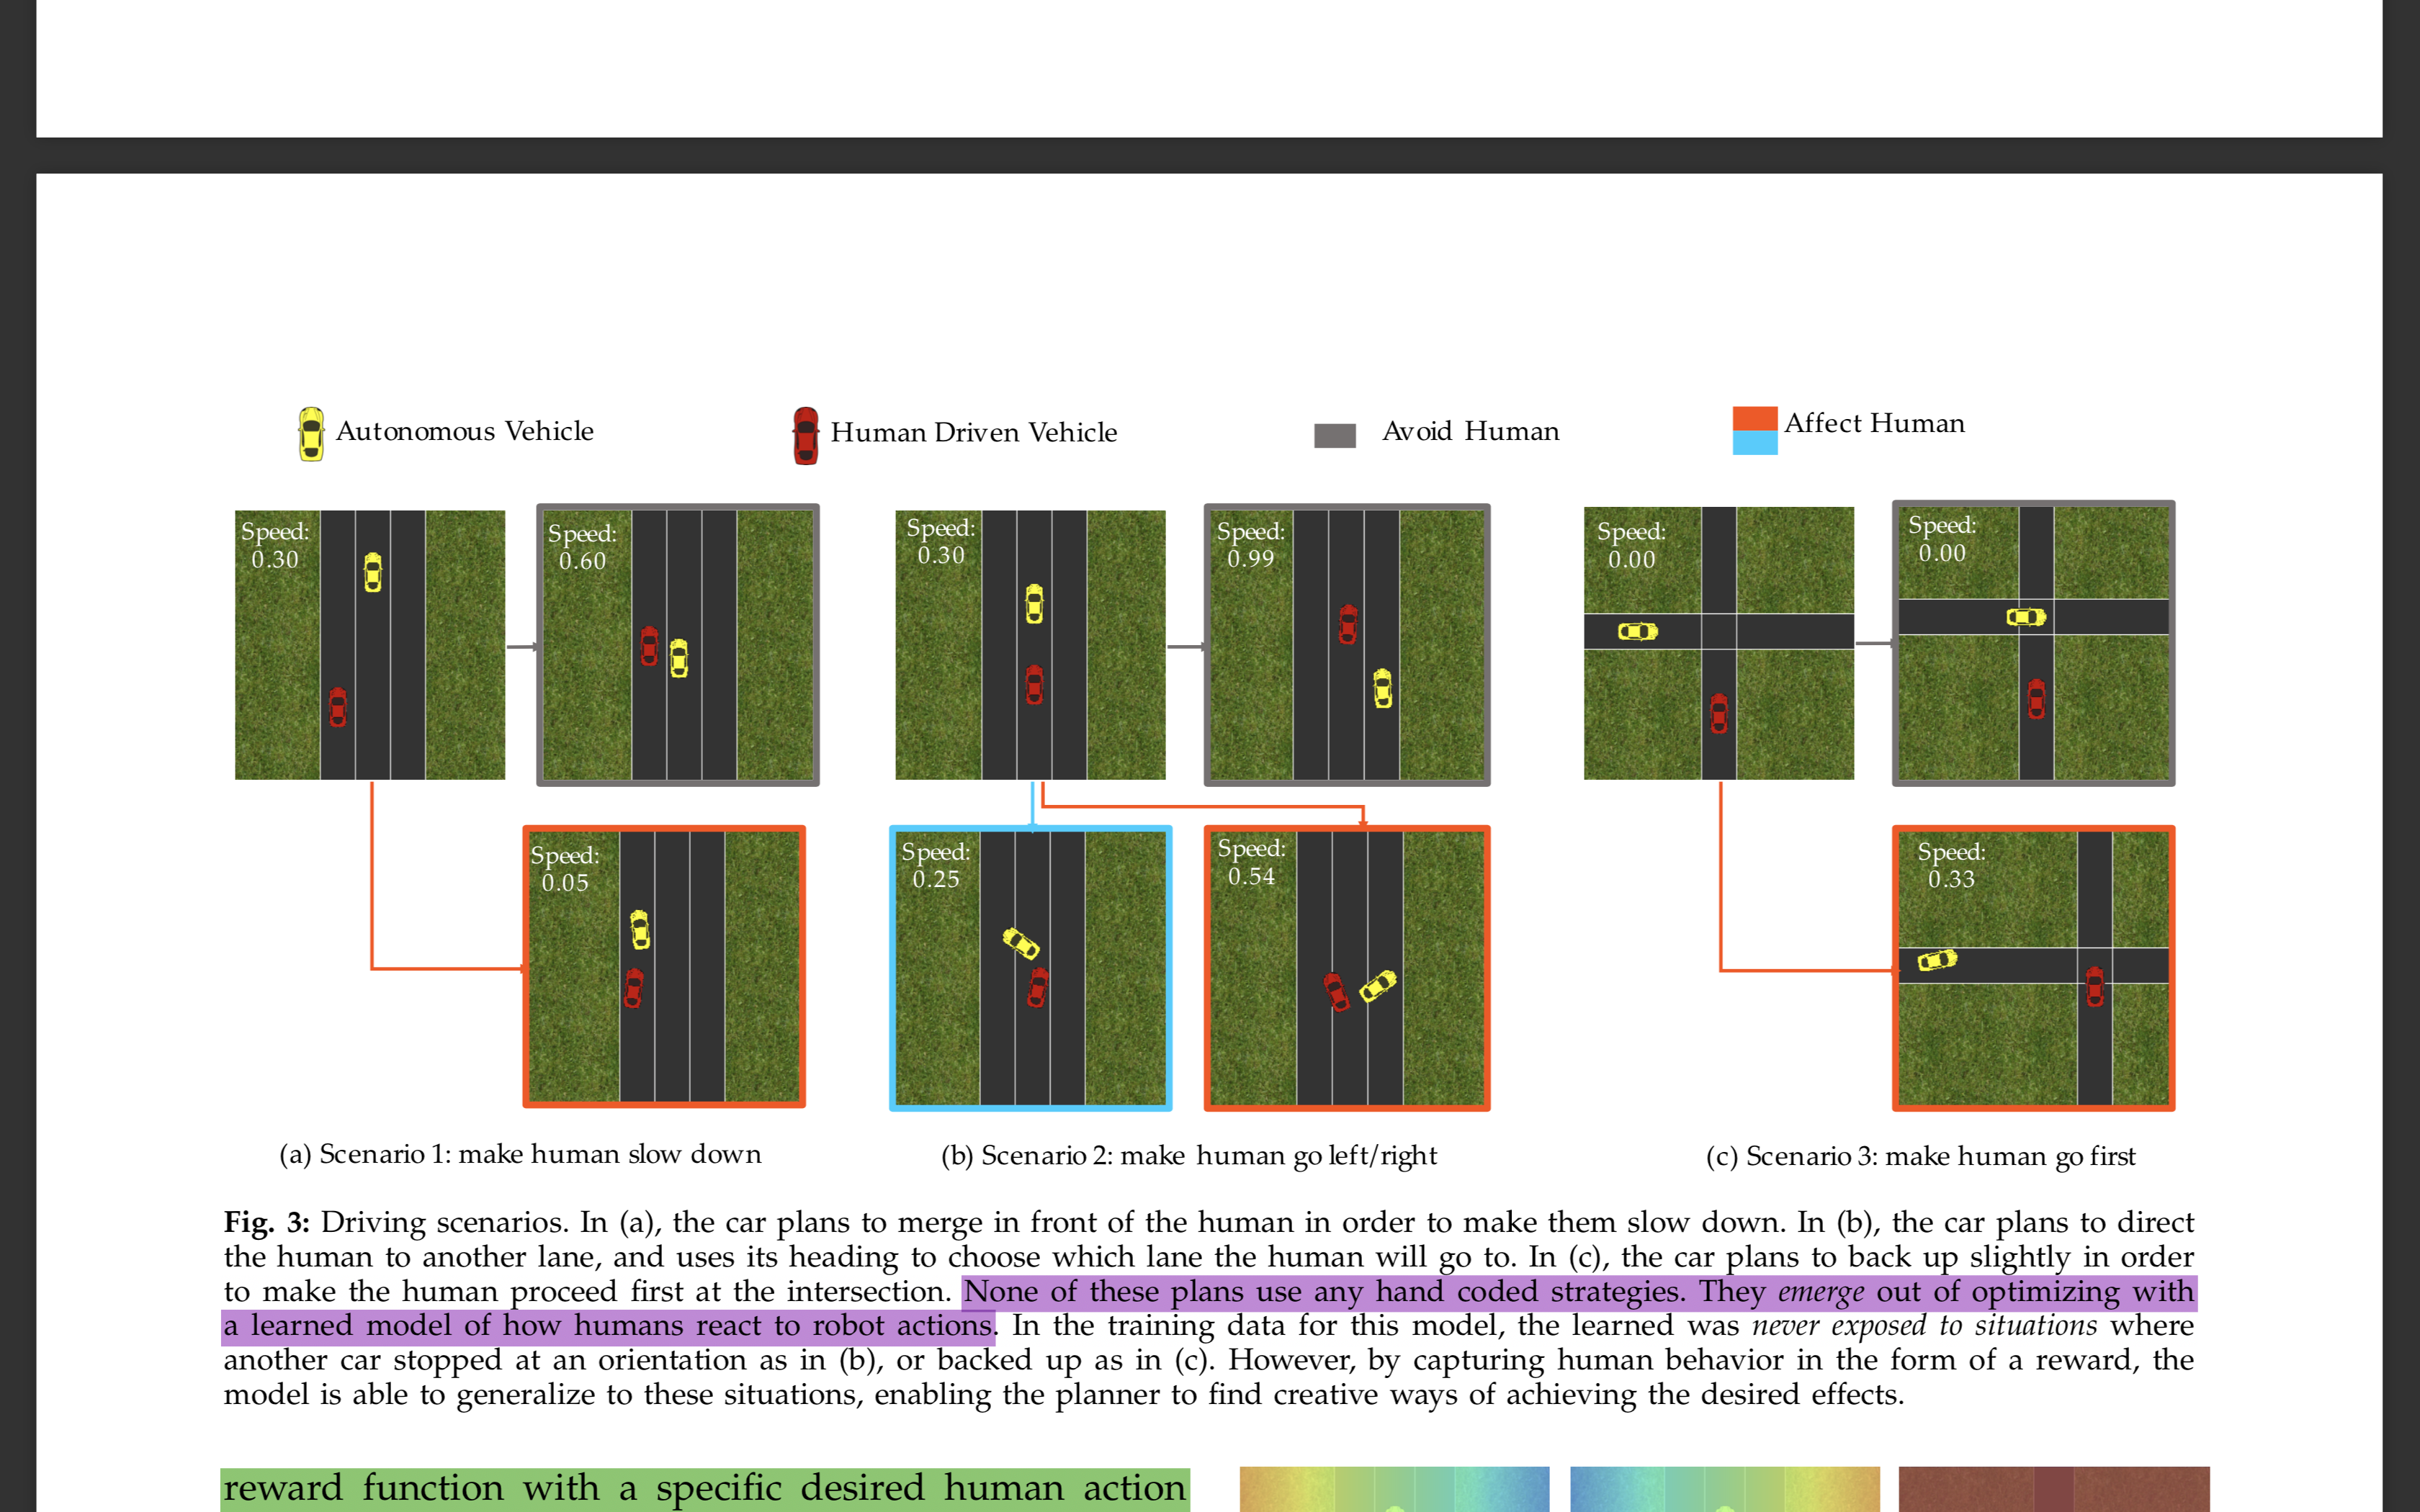 Autonomous Vehicle
Human Driven Vehicle
Avoid Human
Affect Human
Speed:
0.30
Speed:
0.60
Speed:
0.30
Speed:
0.99
Speed:
0.00
Speed:
0.00
Speed:
0.05
Speed:
0.25
Speed:
0.54
Speed:
0.33
(a) Scenario 1: make human slow down
(b) Scenario 2: make human go left/right
(c) Scenario 3: make human go first
Fig. 3: Driving scenarios. In (a), the car plans to merge in front of the human in order to make them slow down. In (b), the car plans to direct
the human to another lane, and uses its heading to choose which lane the human will go to. In (c), the car plans to back up slightly in order
to make the human proceed first at the intersection. None of these plans use any hand coded strategies. They emerge out of optimizing with
a learned model of how humans react to robot actions. In the training data for this model, the learned was never exposed to situations where
another car stopped at an orientation as in (b), or backed up as in (c). However, by capturing human behavior in the form of a reward, the
model is able to generalize to these situations, enabling the planner to find creative ways of achieving the desired effects.
reward function with a specific desired human action